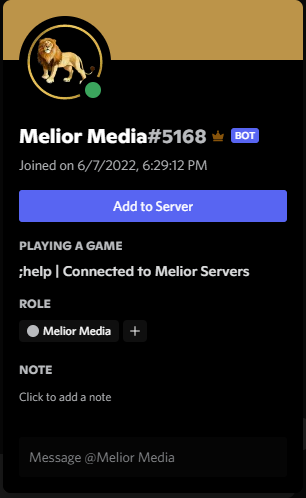 Melior Media#5168 BOT
Joined on 6/7/2022, 6:29:12 PM
Add to Server
PLAYING A GAME
;help | Connected to Melior Servers
ROLE
Melior Media +
NOTE
Click to add a note
Message @Melior Media